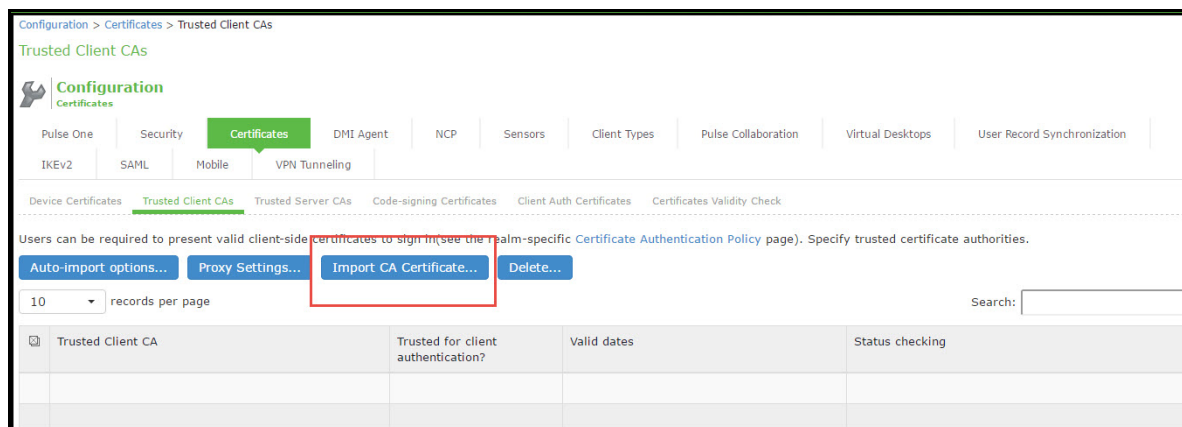 Configuration > Certificates > Trusted Client CAs
Trusted Client CAs
Configuration
Certificates
Pulse One Security Certificates DMI Agent NCP Sensors Client Types Pulse Collaboration Virtual Desktops User Record Synchronization
IKEv2 SAML Mobile VPN Tunneling
Device Certificates Trusted Client CAs Trusted Server CAs Code-signing Certificates Client Auth Certificates Certificates Validity Check
Users can be required to present valid client-side certificates to sign in(see the realm-specific Certificate Authentication Policy page). Specify trusted certificate authorities.
Auto-import options... Proxy Settings... Import CA Certificate... Delete...
10 records per page Search:
Trusted Client CA Trusted for client Valid dates Status checking
authentication?